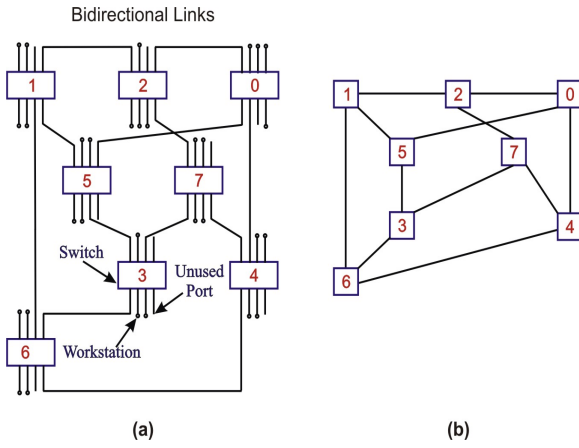 Bidirectional Links
1 2 0
5 7
Switch
3
Unused
Port
4
Workstation
6
(a)
1 2 0
5 7
3 4
6
(b)